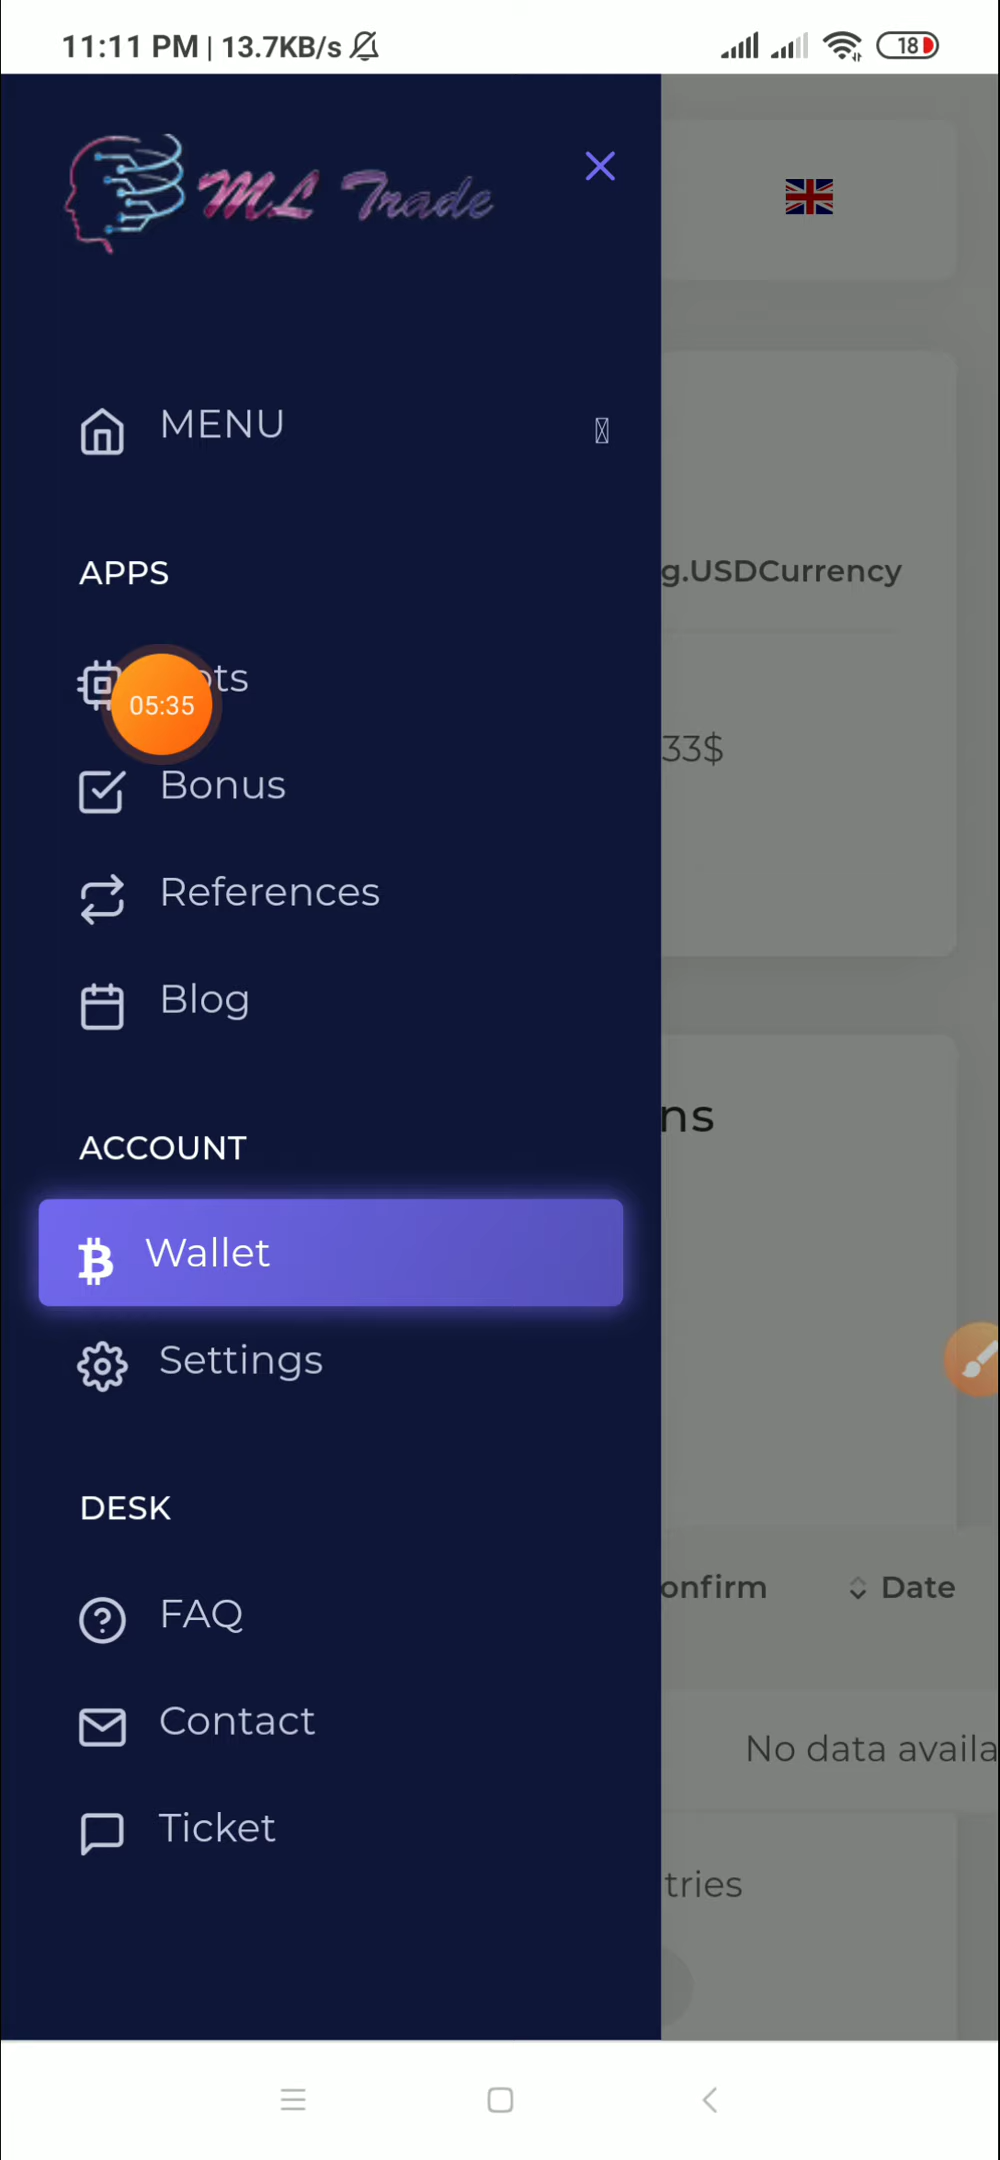 11:11 PM | 13.7KB/s
18
ML Trade
MENU
g.USDCurrency
APPS
ts
05:35
33$
Bonus
References
Blog
ns
ACCOUNT
Wallet
Settings
DESK
onfirm
Date
FAQ
Contact
No data availa
Ticket
tries